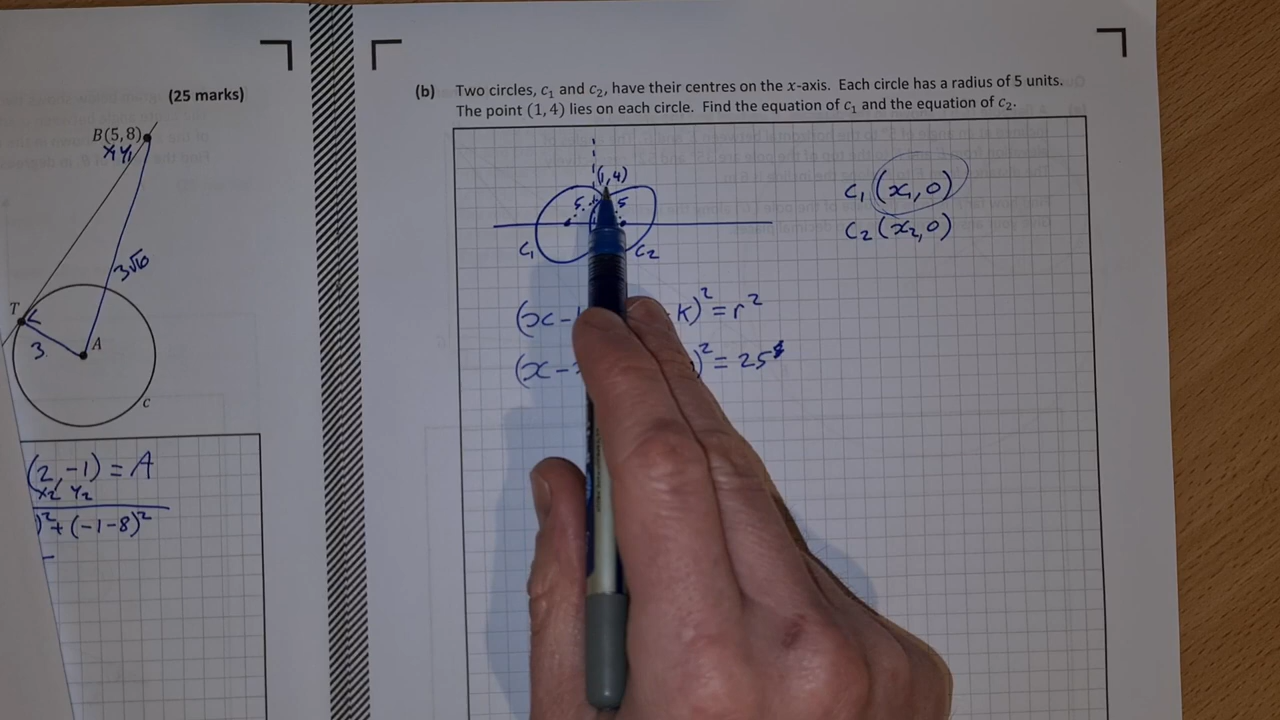 (25 marks)
B(5,8)
x₁ y₁
3√10
T
3
A
c
(2,-1) = A
x₂ y₂
)² + (-1-8)²
(b) Two circles, c₁ and c₂, have their centres on the x-axis. Each circle has a radius of 5 units.
The point (1, 4) lies on each circle. Find the equation of c₁ and the equation of c₂.
(1,4)
5
5
C₁
C₂
C₁ (x₁,0)
C₂ (x₂,0)
(x-
k)² = r²
(x-
)² = 25